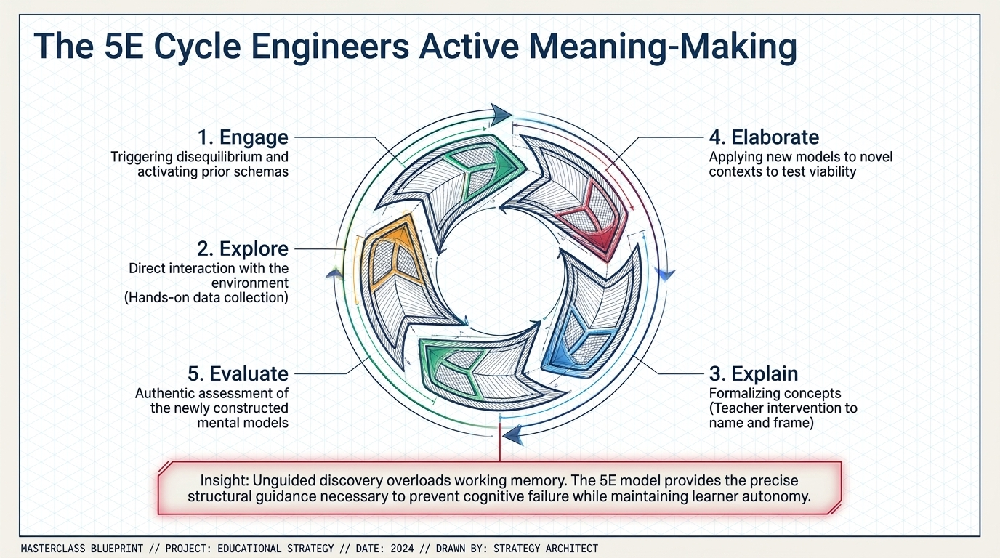 The 5E Cycle Engineers Active Meaning-Making
1. Engage
Triggering disequilibrium and
activating prior schemas
2. Explore
Direct interaction with the
environment
(Hands-on data collection)
5. Evaluate
Authentic assessment of
the newly constructed
mental models
4. Elaborate
Applying new models to novel
contexts to test viability
3. Explain
Formalizing concepts
(Teacher intervention to
name and frame)
Insight: Unguided discovery overloads working memory. The 5E model provides the precise
structural guidance necessary to prevent cognitive failure while maintaining learner autonomy.
MASTERCLASS BLUEPRINT // PROJECT: EDUCATIONAL STRATEGY // DATE: 2024 // DRAWN BY: STRATEGY ARCHITECT